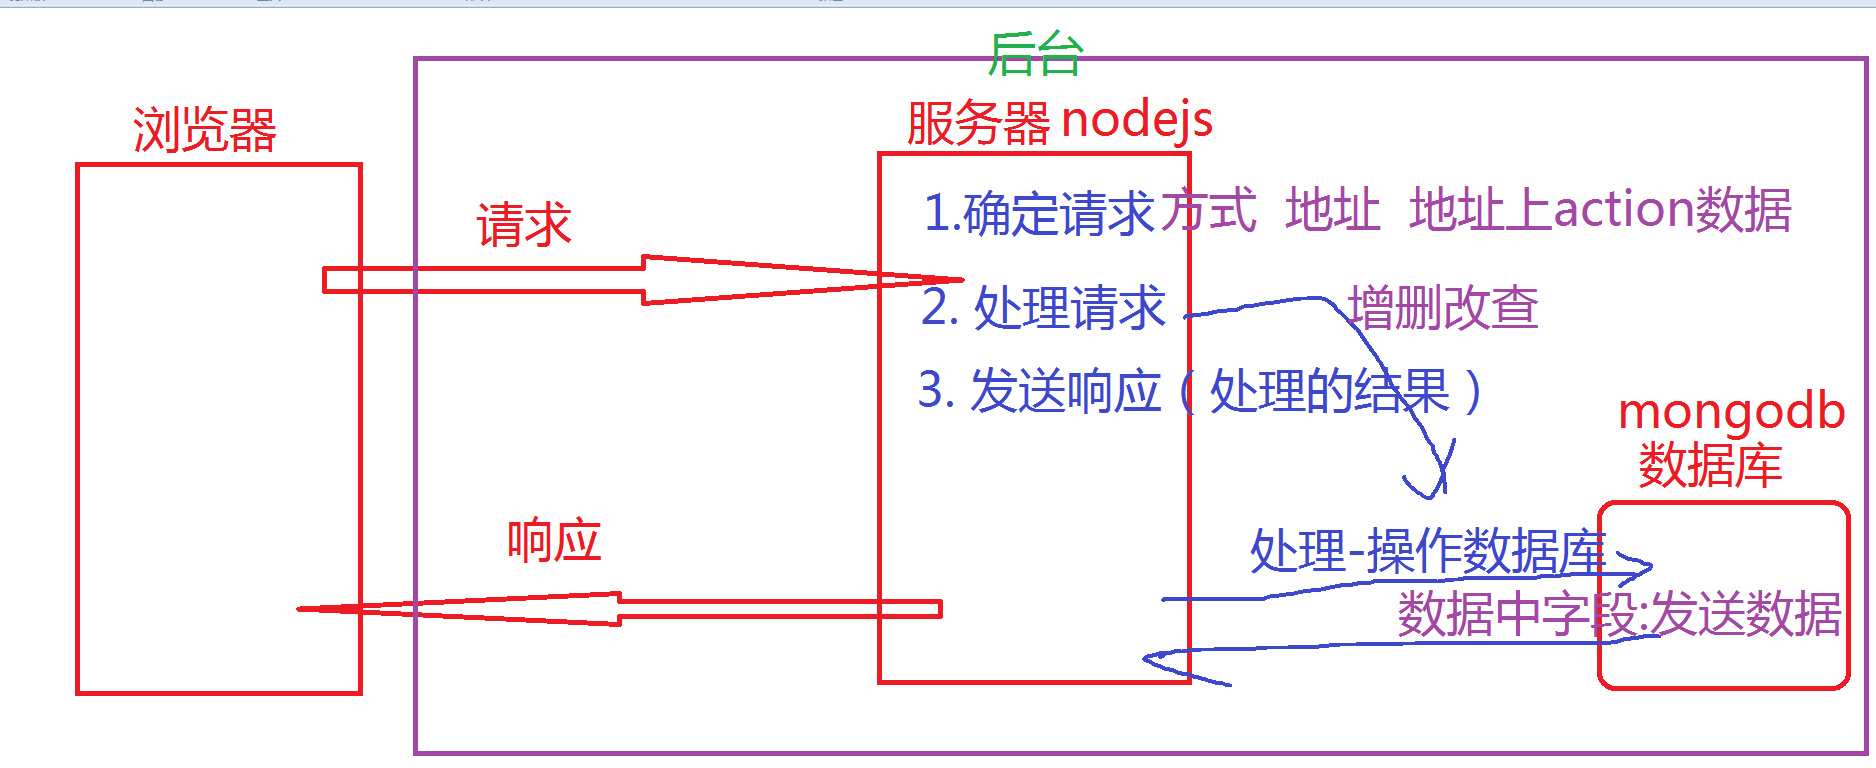 后台
浏览器
服务器 nodejs
请求
1.确定请求方式 地址 地址上action数据
2. 处理请求
增删改查
3. 发送响应（处理的结果）
mongodb
数据库
响应
处理-操作数据库
数据中字段:发送数据